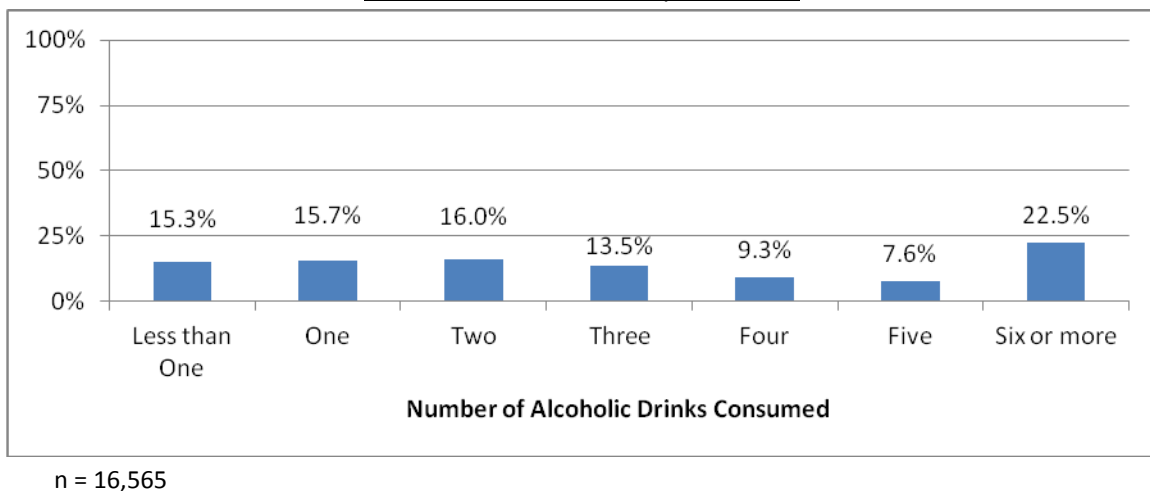 100%
75%
50%
25%
0%
15.3%
15.7%
16.0%
13.5%
9.3%
7.6%
22.5%
Less than One
One
Two
Three
Four
Five
Six or more
Number of Alcoholic Drinks Consumed
n = 16,565